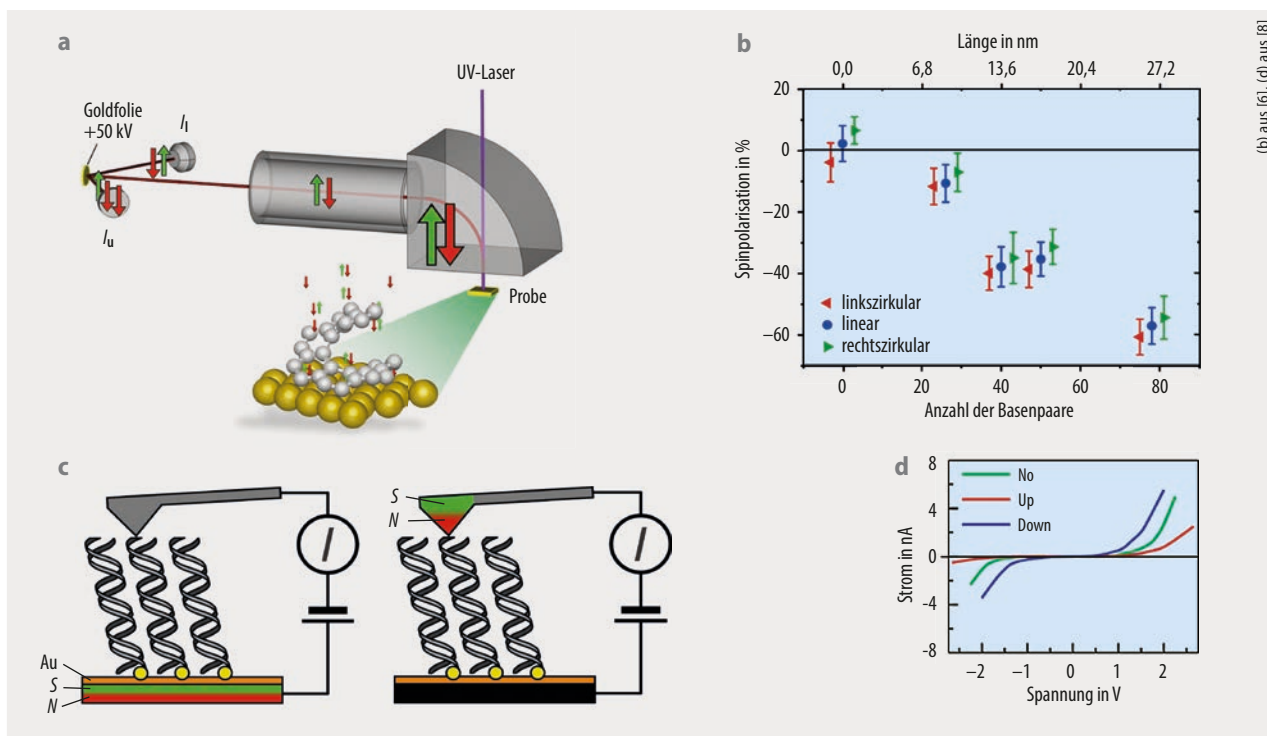 a
UV-Laser
Goldfolie
+50 kV
Il
Iu
Probe
b
Länge in nm
0,0 6,8 13,6 20,4 27,2
Spinpolarisation in %
20
0
−20
−40
−60
linkszirkular
linear
rechtszirkular
0 20 40 60 80
Anzahl der Basenpaare
(b) aus [6], (d) aus [8]
c
Au
S
N
I
S
N
I
d
Strom in nA
8
4
0
-4
-8
No
Up
Down
−2 −1 0 1 2
Spannung in V